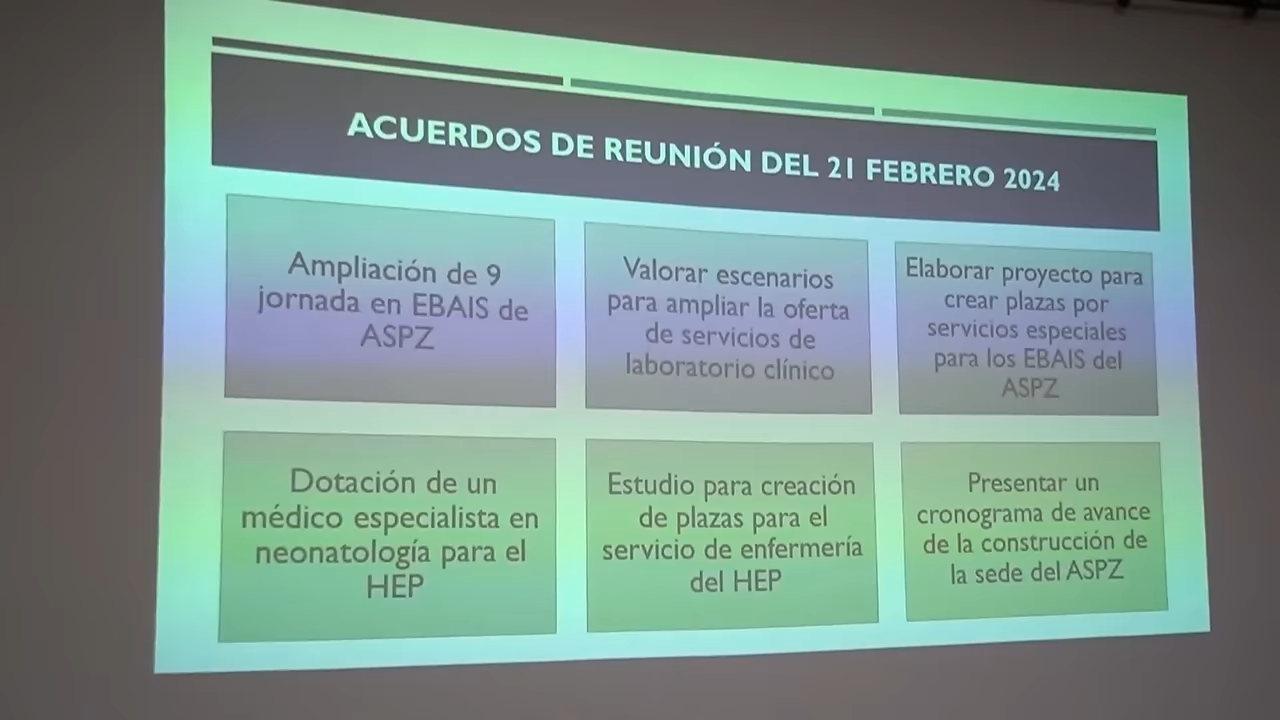 ACUERDOS DE REUNIÓN DEL 21 FEBRERO 2024
Ampliación de 9
jornada en EBAIS de
ASPZ
Valorar escenarios
para ampliar la oferta
de servicios de
laboratorio clínico
Elaborar proyecto para
crear plazas por
servicios especiales
para los EBAIS del
ASPZ
Dotación de un
médico especialista en
neonatología para el
HEP
Estudio para creación
de plazas para el
servicio de enfermería
del HEP
Presentar un
cronograma de avance
de la construcción de
la sede del ASPZ